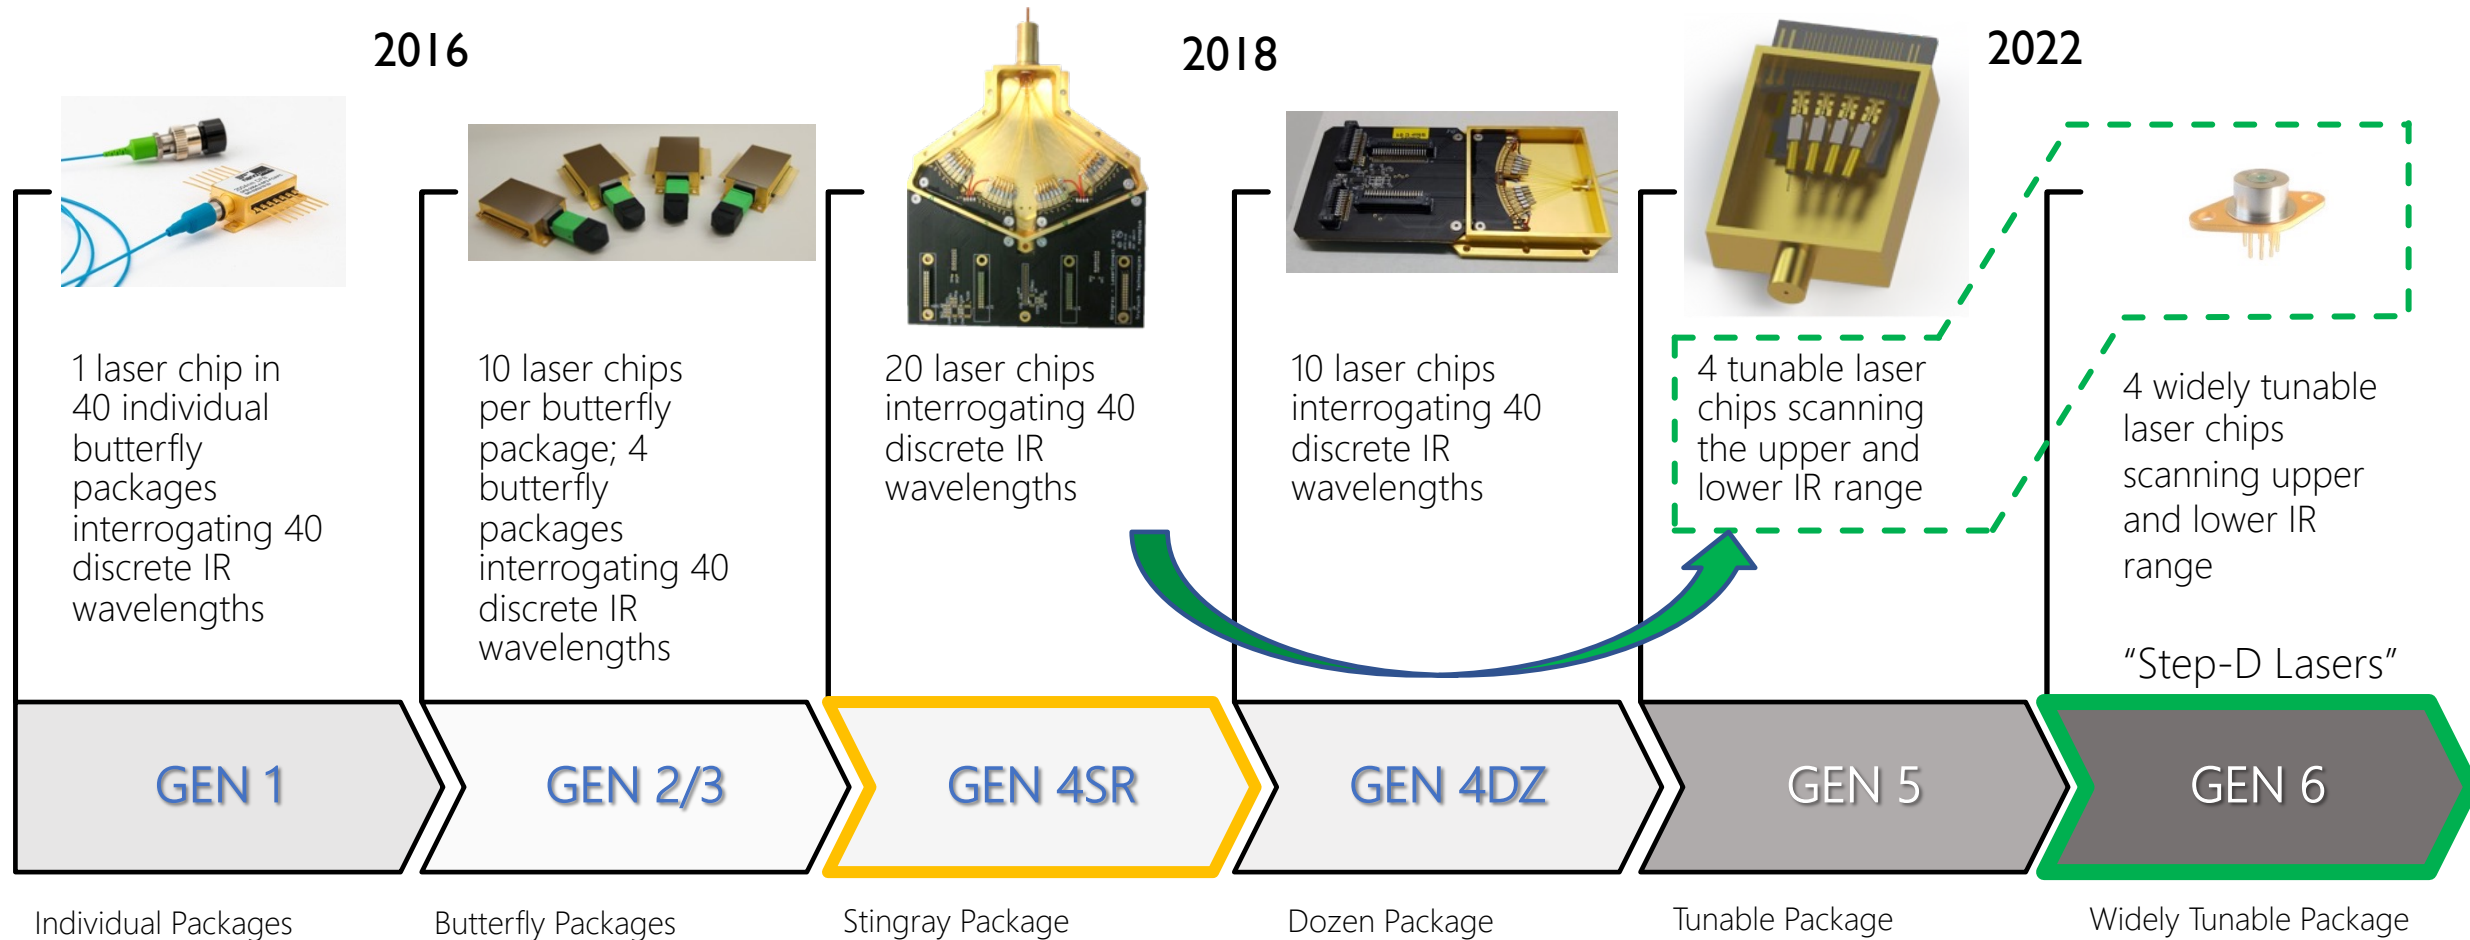 2016
2018
2022
1 laser chip in
40 individual
butterfly
packages
interrogating 40
discrete IR
wavelengths
10 laser chips
per butterfly
package; 4
butterfly
packages
interrogating 40
discrete IR
wavelengths
20 laser chips
interrogating 40
discrete IR
wavelengths
10 laser chips
interrogating 40
discrete IR
wavelengths
4 tunable laser
chips scanning
the upper and
lower IR range
4 widely tunable
laser chips
scanning upper
and lower IR
range
“Step-D Lasers”
GEN 1
GEN 2/3
GEN 4SR
GEN 4DZ
GEN 5
GEN 6
Individual Packages
Butterfly Packages
Stingray Package
Dozen Package
Tunable Package
Widely Tunable Package